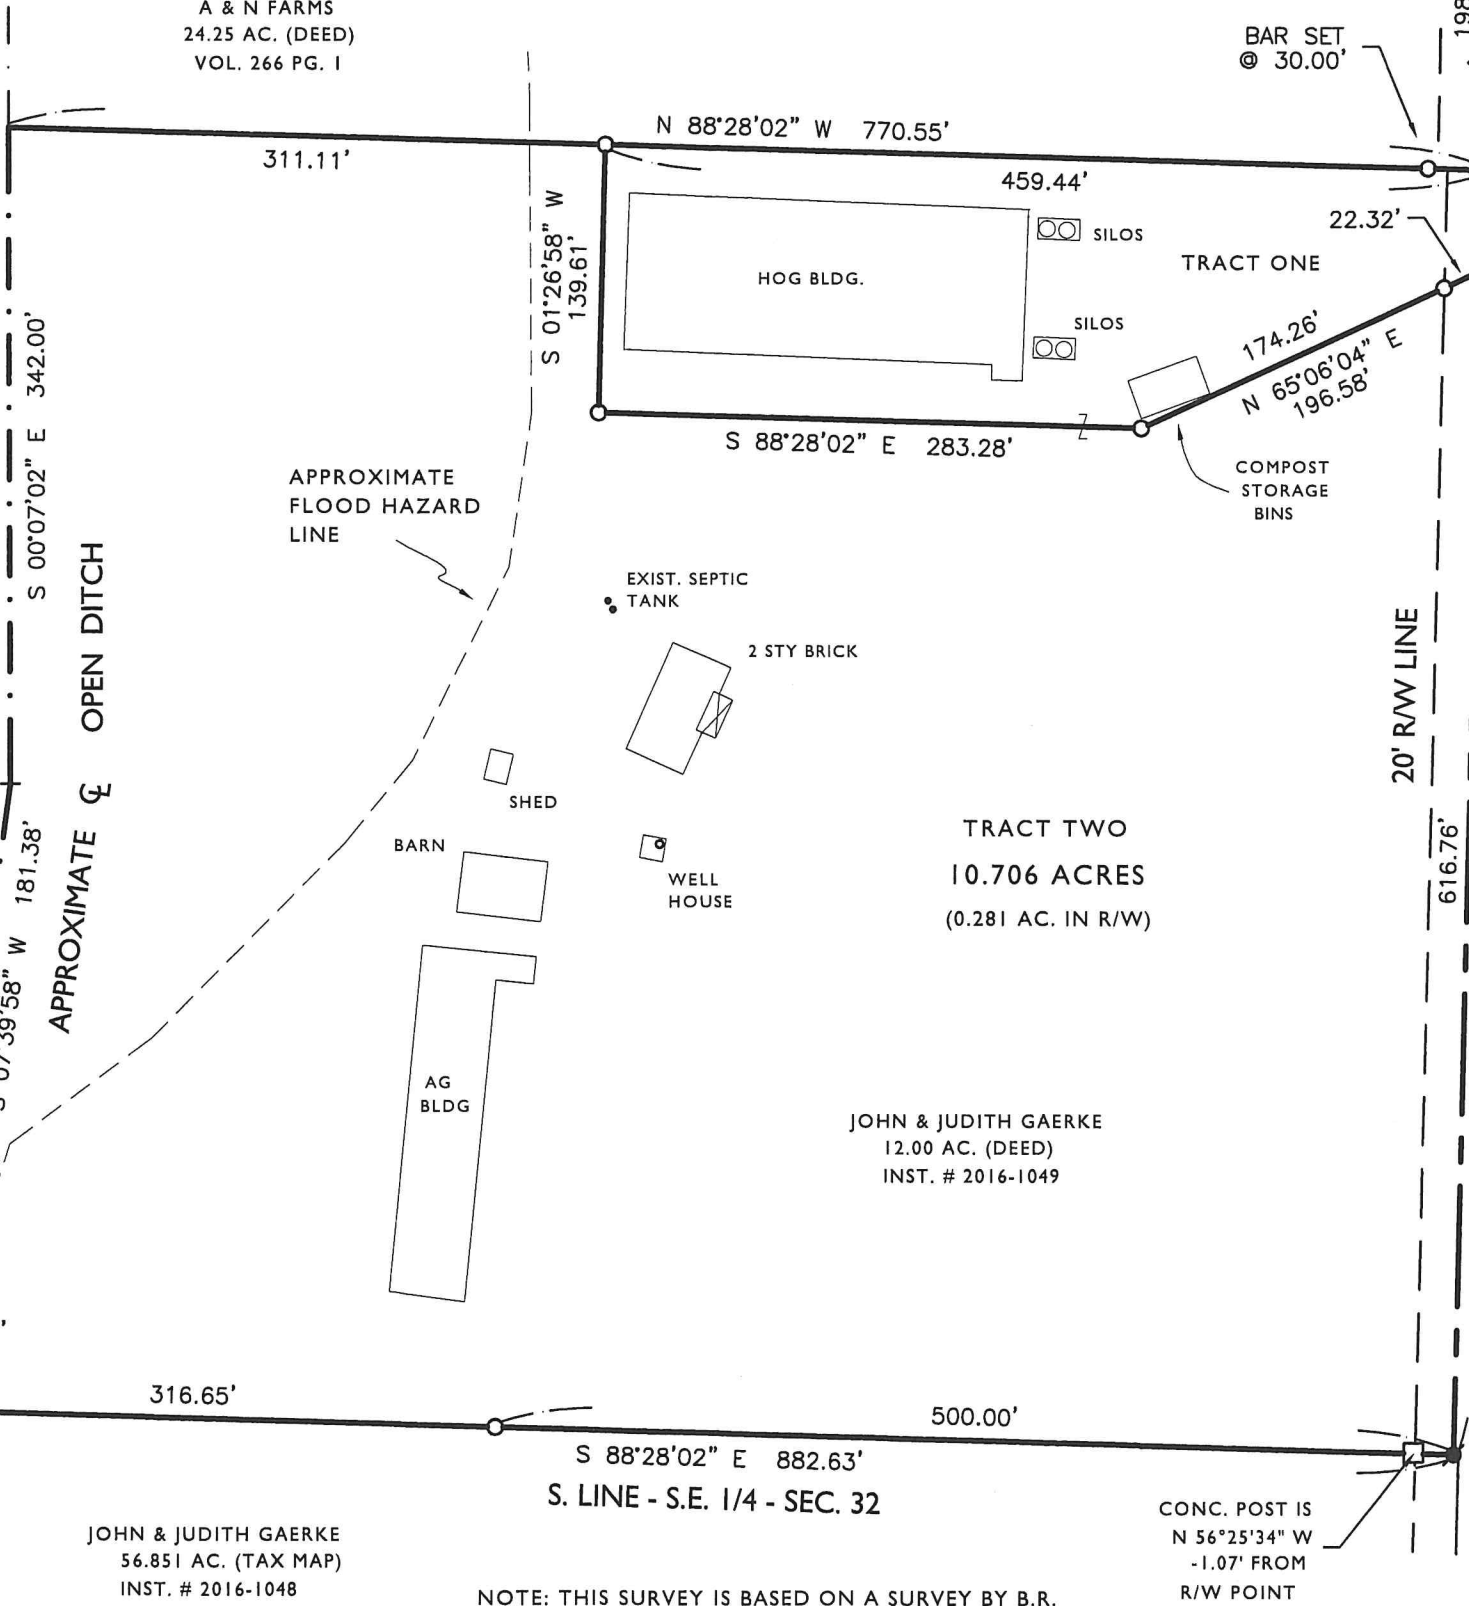 A & N FARMS
24.25 AC. (DEED)
VOL. 266 PG. 1
BAR SET
@ 30.00'
198
N 88°28'02" W 770.55'
311.11'
459.44'
22.32'
S 01°26'58" W
139.61'
SILOS
TRACT ONE
HOG BLDG.
SILOS
174.26'
N 65°06'04" E
196.58'
S 88°28'02" E 283.28'
COMPOST
STORAGE
BINS
S 00°07'02" E 342.00'
APPROXIMATE
FLOOD HAZARD
LINE
APPROXIMATE ℄ OPEN DITCH
EXIST. SEPTIC
TANK
2 STY BRICK
20' R/W LINE
SHED
BARN
WELL
HOUSE
TRACT TWO
10.706 ACRES
(0.281 AC. IN R/W)
616.76'
39'58" W 181.38'
AG
BLDG
JOHN & JUDITH GAERKE
12.00 AC. (DEED)
INST. # 2016-1049
316.65'
500.00'
S 88°28'02" E 882.63'
S. LINE - S.E. 1/4 - SEC. 32
CONC. POST IS
N 56°25'34" W
-1.07' FROM
R/W POINT
JOHN & JUDITH GAERKE
56.851 AC. (TAX MAP)
INST. # 2016-1048
NOTE: THIS SURVEY IS BASED ON A SURVEY BY B.R.